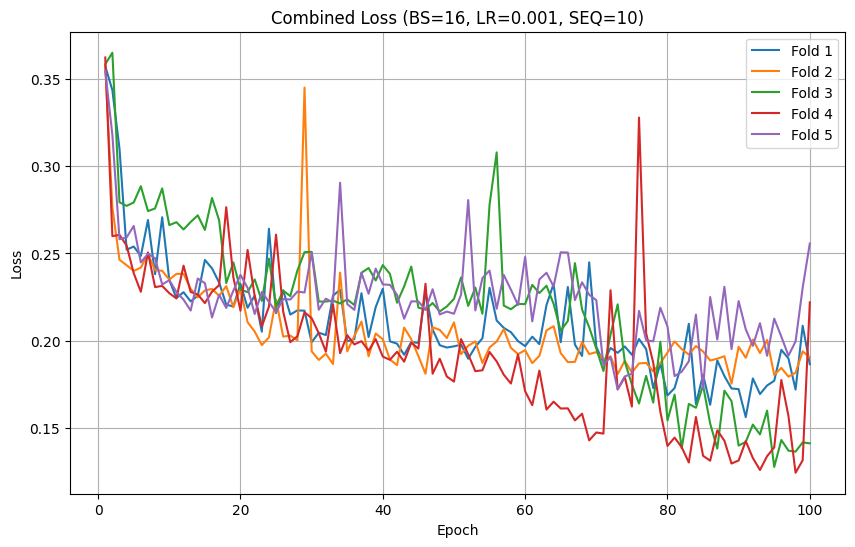 Combined Loss (BS=16, LR=0.001, SEQ=10)
Fold 1
Fold 2
Fold 3
Fold 4
Fold 5
Loss
0.35
0.30
0.25
0.20
0.15
0 20 40 60 80 100
Epoch